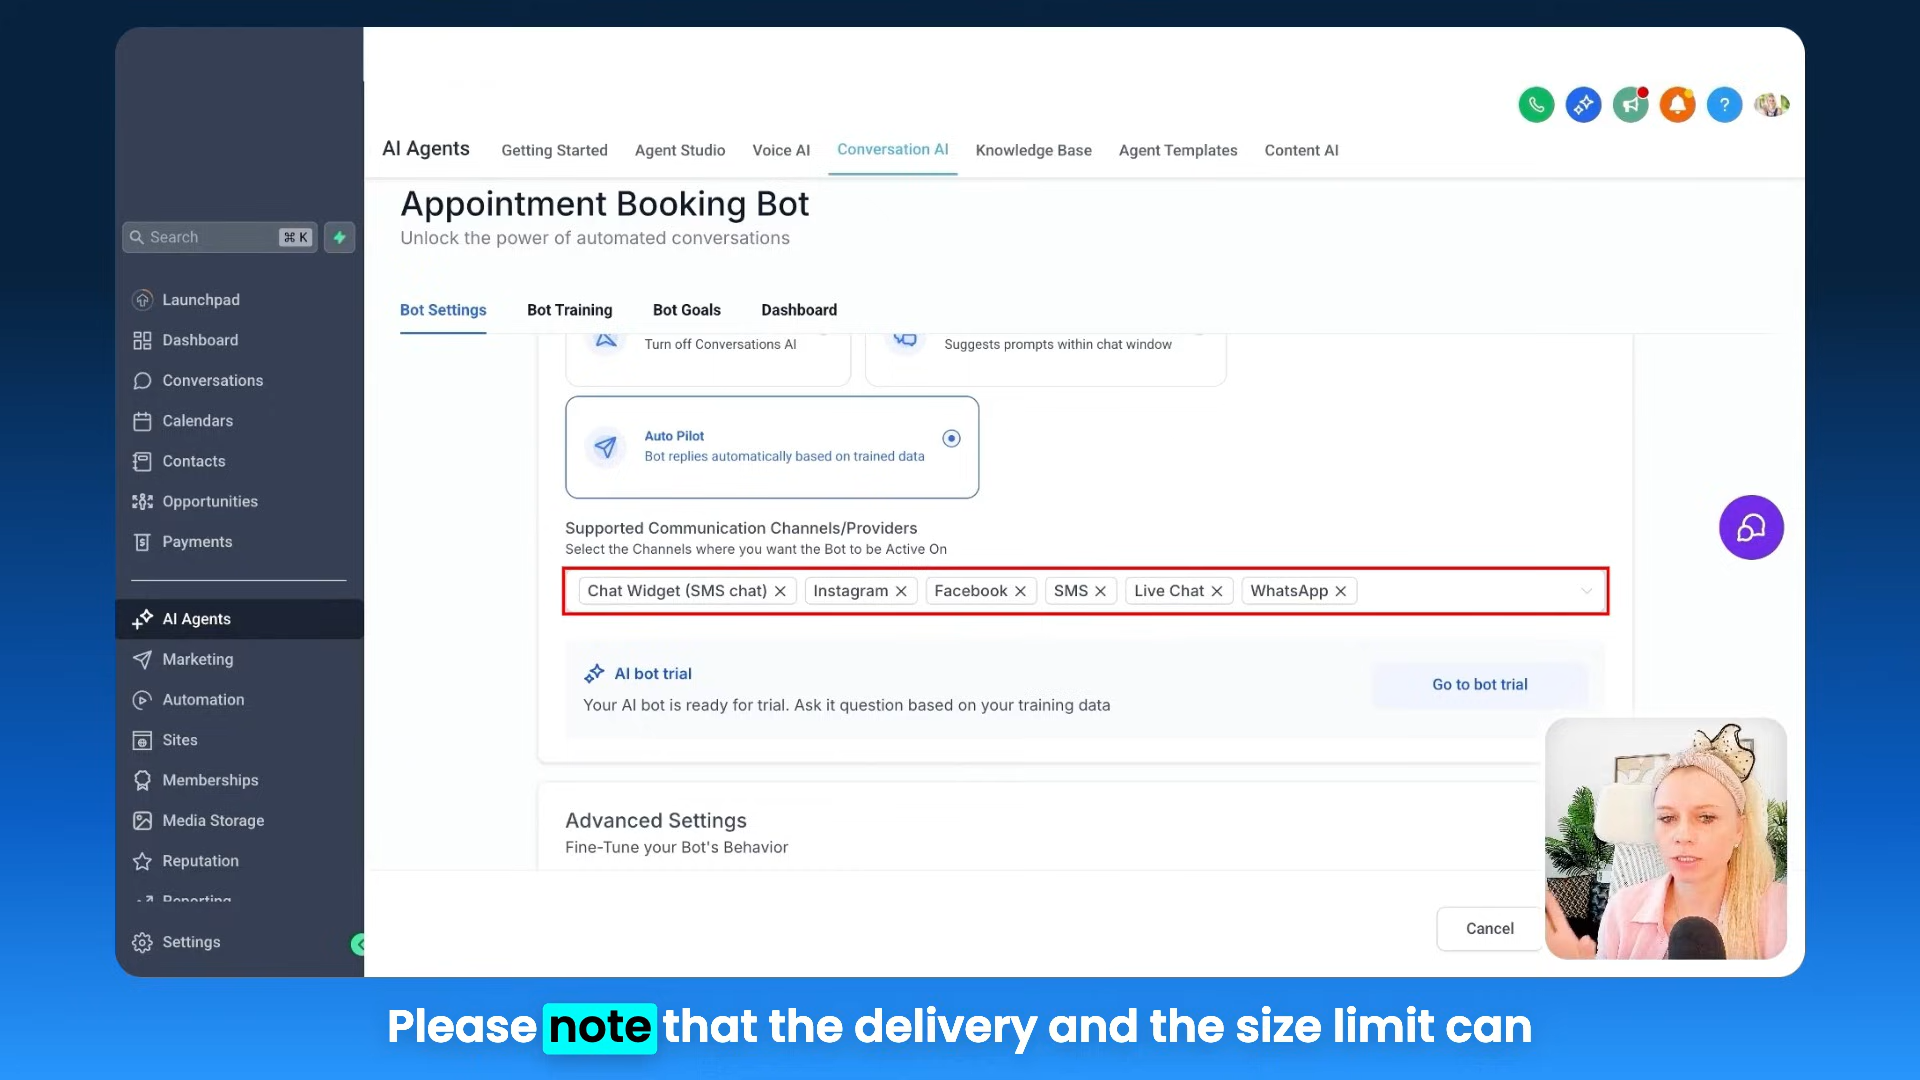 AI Agents
Getting Started
Agent Studio
Voice AI
Conversation AI
Knowledge Base
Agent Templates
Content AI
?
Search
⌘ K
Launchpad
Dashboard
Conversations
Calendars
Contacts
Opportunities
Payments
AI Agents
Marketing
Automation
Sites
Memberships
Media Storage
Reputation
Reporting
Settings
Appointment Booking Bot
Unlock the power of automated conversations
Bot Settings
Bot Training
Bot Goals
Dashboard
Turn off Conversations AI
Suggests prompts within chat window
Auto Pilot
Bot replies automatically based on trained data
Supported Communication Channels/Providers
Select the Channels where you want the Bot to be Active On
Chat Widget (SMS chat)
Instagram
Facebook
SMS
Live Chat
WhatsApp
AI bot trial
Your AI bot is ready for trial. Ask it question based on your training data
Go to bot trial
Advanced Settings
Fine-Tune your Bot's Behavior
Cancel
Please note that the delivery and the size limit can